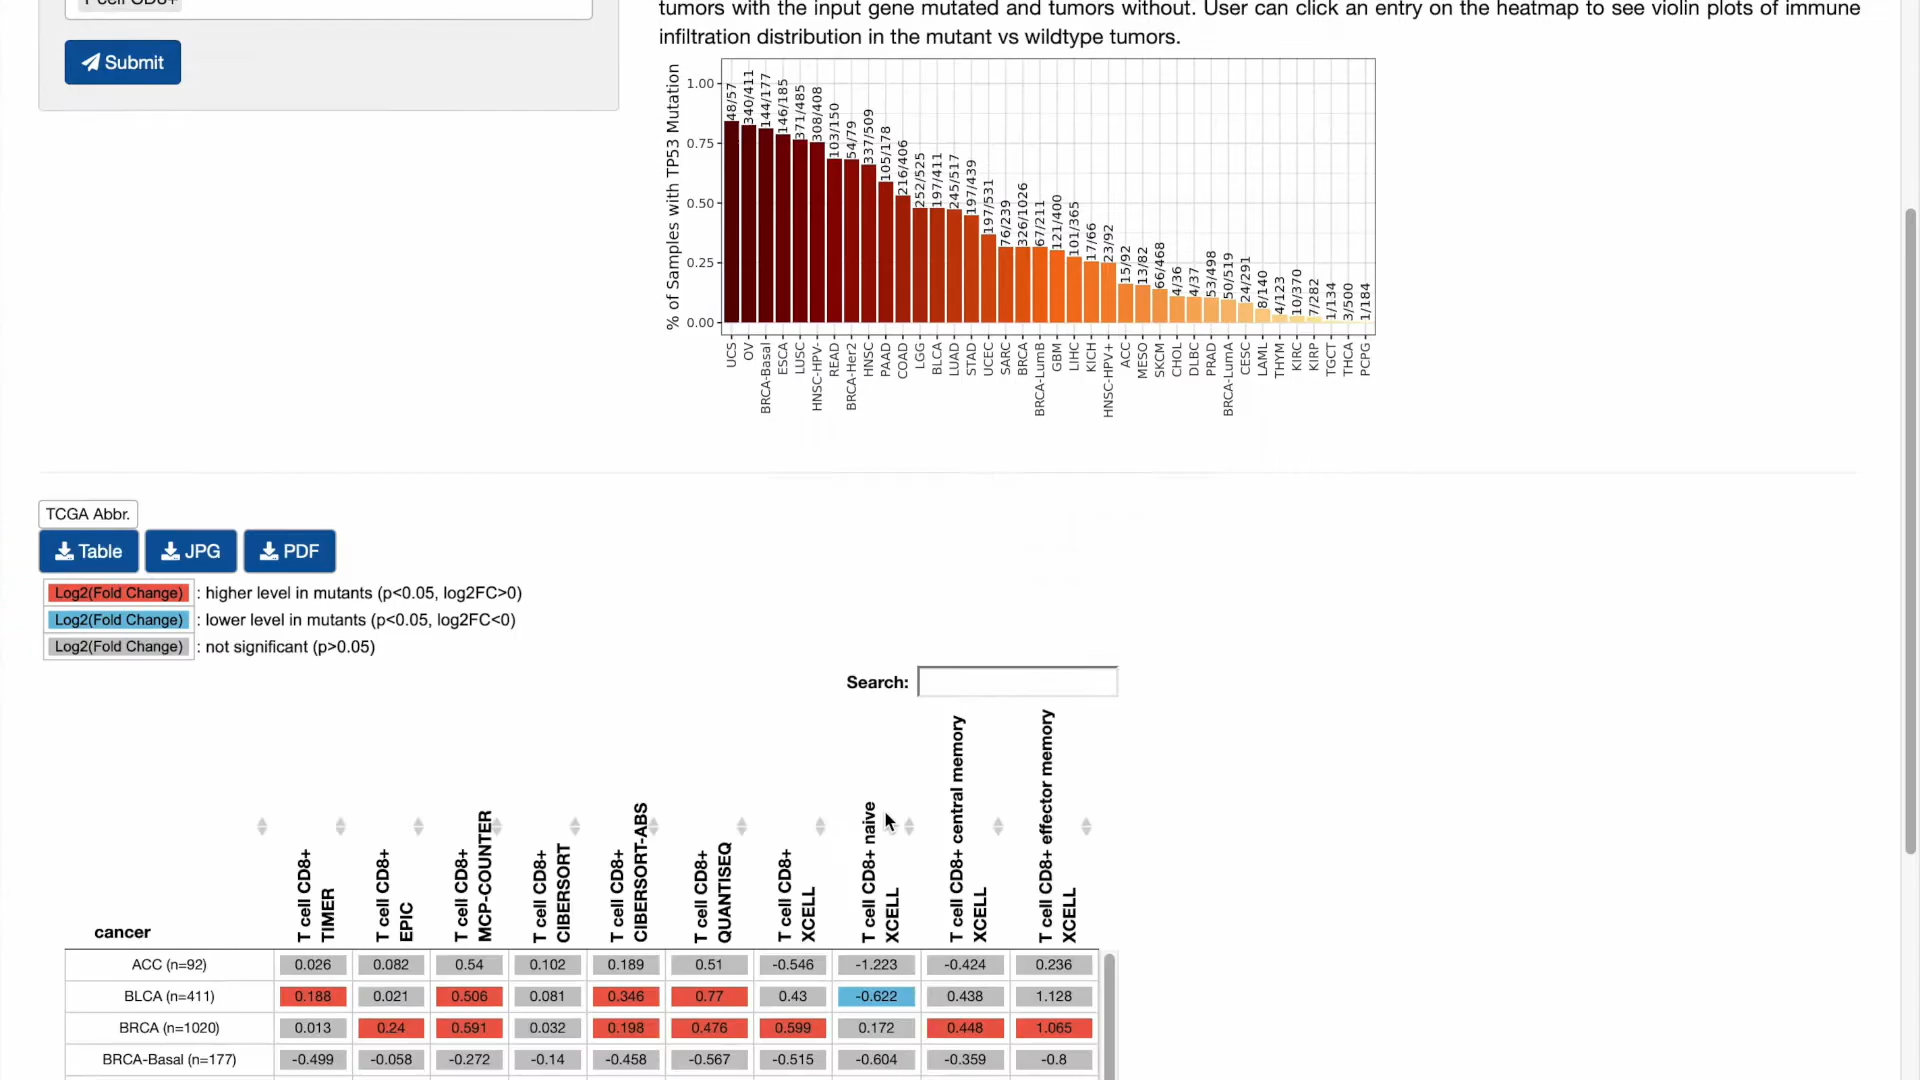 T cell CD8+
Submit
tumors with the input gene mutated and tumors without. User can click an entry on the heatmap to see violin plots of immune
infiltration distribution in the mutant vs wildtype tumors.
% of Samples with TP53 Mutation
1.00
0.75
0.50
0.25
0.00
48/57
340/411
144/177
146/185
371/485
308/408
103/150
54/79
337/509
105/178
216/406
252/525
197/411
245/517
197/439
197/531
76/239
326/1026
67/211
121/400
101/365
17/66
23/92
15/92
13/82
66/468
4/36
4/37
53/498
50/519
24/291
8/140
4/123
10/370
7/282
1/134
3/500
1/184
UCS
OV
BRCA-Basal
ESCA
LUSC
HNSC-HPV-
READ
BRCA-Her2
HNSC
PAAD
COAD
LGG
BLCA
LUAD
STAD
UCEC
SARC
BRCA
BRCA-LumB
GBM
LIHC
KICH
HNSC-HPV+
ACC
MESO
SKCM
CHOL
DLBC
PRAD
BRCA-LumA
CESC
LAML
THYM
KIRC
KIRP
TGCT
THCA
PCPG
TCGA Abbr.
Table JPG PDF
Log2(Fold Change) : higher level in mutants (p<0.05, log2FC>0)
Log2(Fold Change) : lower level in mutants (p<0.05, log2FC<0)
Log2(Fold Change) : not significant (p>0.05)
Search:
cancer
T cell CD8+
TIMER
T cell CD8+
EPIC
T cell CD8+
MCP-COUNTER
T cell CD8+
CIBERSORT
T cell CD8+
CIBERSORT-ABS
T cell CD8+
QUANTISEQ
T cell CD8+
XCELL
T cell CD8+ naive
XCELL
T cell CD8+ central memory
XCELL
T cell CD8+ effector memory
XCELL
ACC (n=92) 0.026 0.082 0.54 0.102 0.189 0.51 -0.546 -1.223 -0.424 0.236
BLCA (n=411) 0.188 0.021 0.506 0.081 0.346 0.77 0.43 -0.622 0.438 1.128
BRCA (n=1020) 0.013 0.24 0.591 0.032 0.198 0.476 0.599 0.172 0.448 1.065
BRCA-Basal (n=177) -0.499 -0.058 -0.272 -0.14 -0.458 -0.567 -0.515 -0.604 -0.359 -0.8